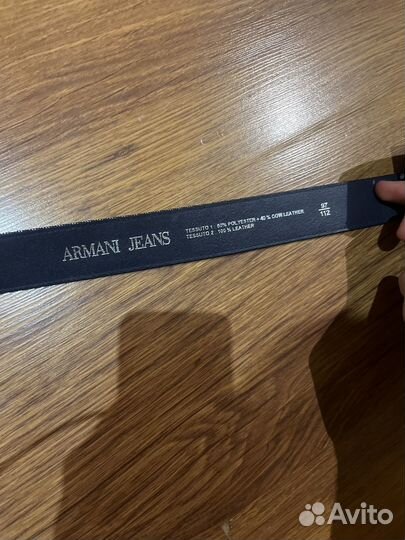 ARMANI JEANS
TESSUTO 1 : 60% POLYESTER + 40 % COW LEATHER
TESSUTO 2 : 100 % LEATHER
97
112
Avito